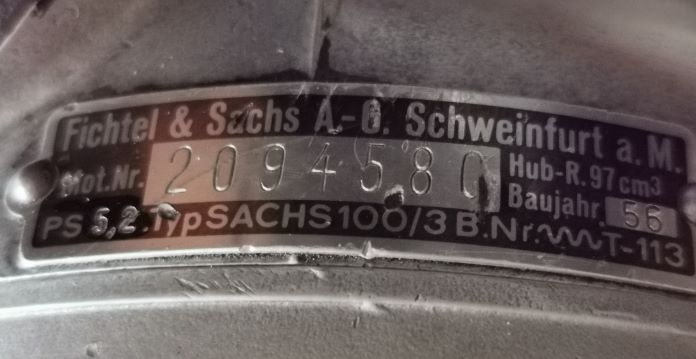 Fichtel & Sachs A.-G. Schweinfurt a. M.
Mot.Nr. 2094580 Hub-R. 97 cm³
Baujahr. 56
PS 5,2. Typ SACHS 100/3 B.Nr. T-113